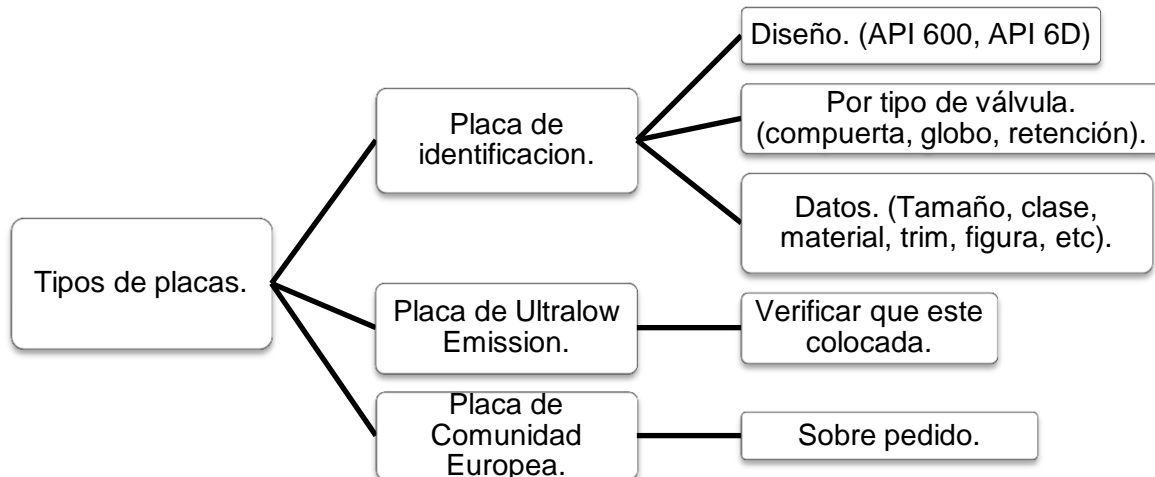 Tipos de placas.
Placa de
identificacion.
Diseño. (API 600, API 6D)
Por tipo de válvula.
(compuerta, globo, retención).
Datos. (Tamaño, clase,
material, trim, figura, etc).
Placa de Ultralow
Emission.
Verificar que este
colocada.
Placa de
Comunidad
Europea.
Sobre pedido.